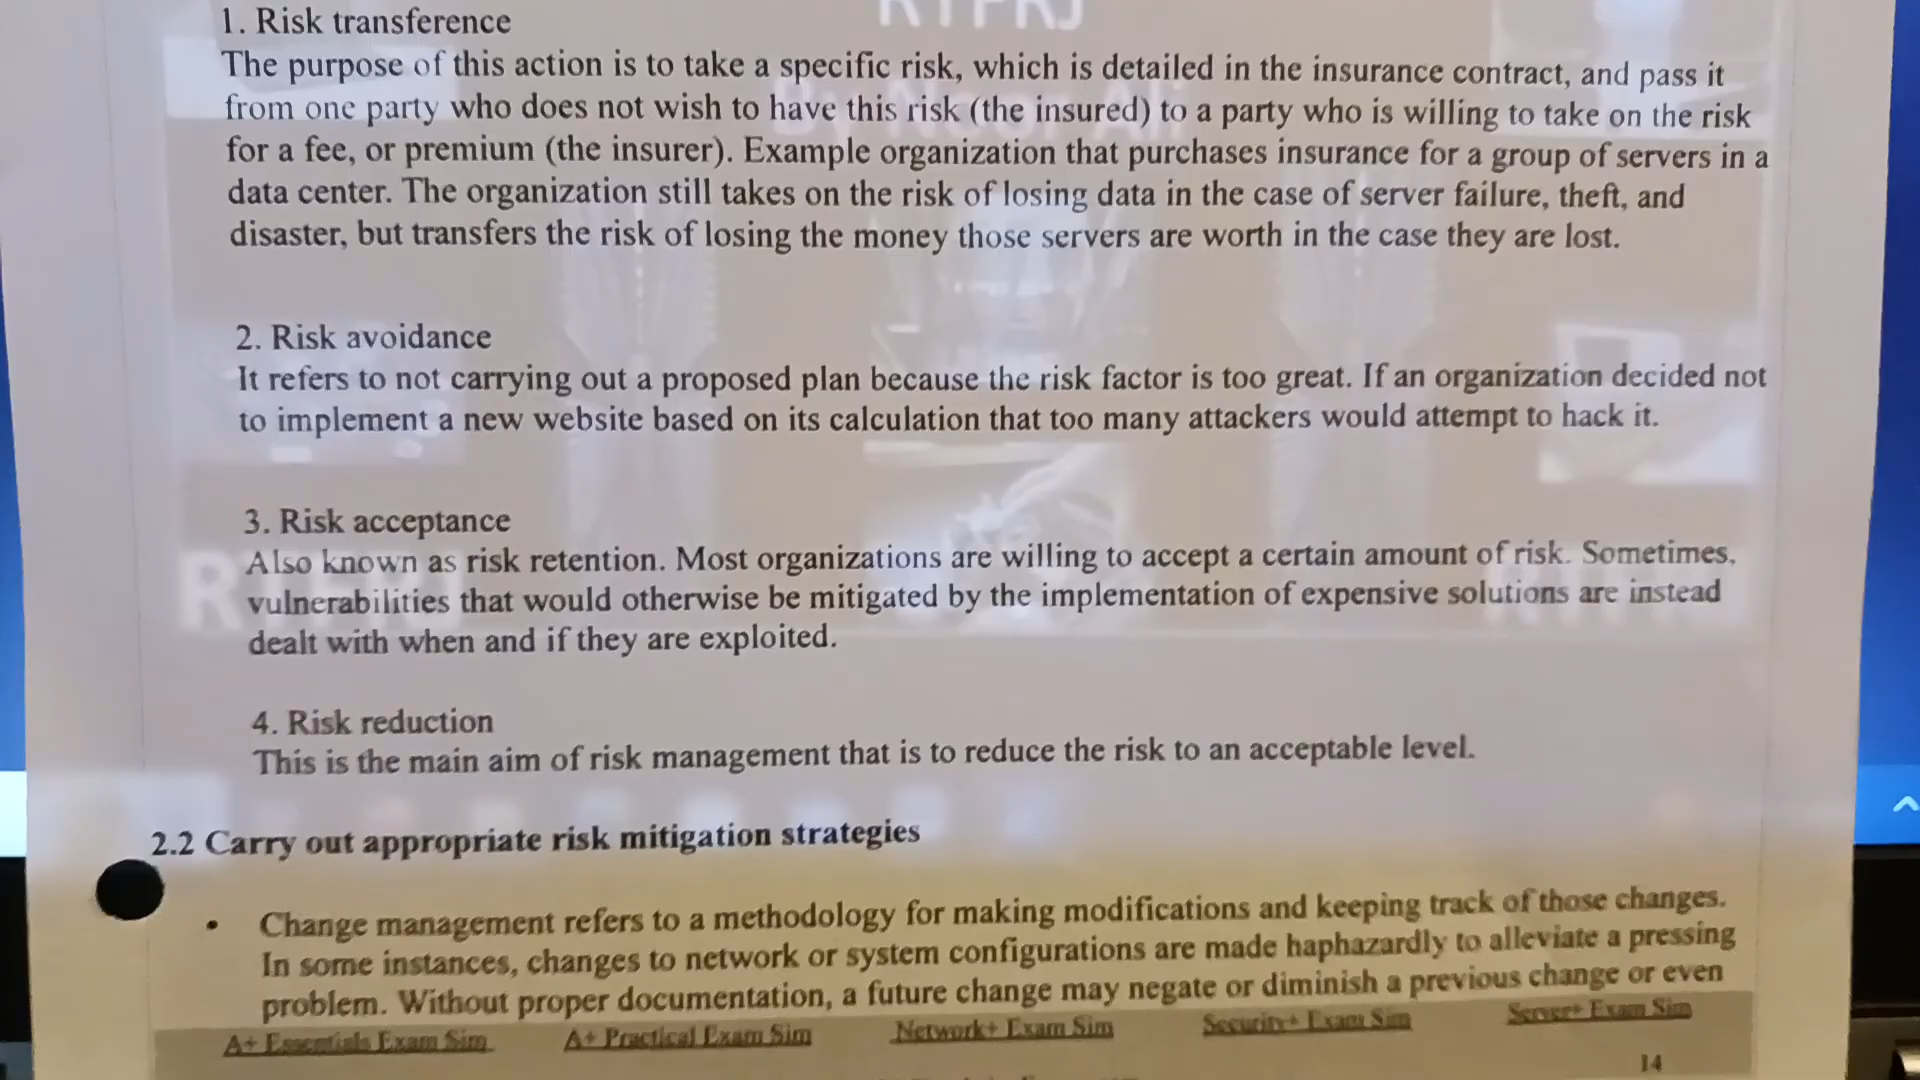 1. Risk transference
The purpose of this action is to take a specific risk, which is detailed in the insurance contract, and pass it
from one party who does not wish to have this risk (the insured) to a party who is willing to take on the risk
for a fee, or premium (the insurer). Example organization that purchases insurance for a group of servers in a
data center. The organization still takes on the risk of losing data in the case of server failure, theft, and
disaster, but transfers the risk of losing the money those servers are worth in the case they are lost.
2. Risk avoidance
It refers to not carrying out a proposed plan because the risk factor is too great. If an organization decided not
to implement a new website based on its calculation that too many attackers would attempt to hack it.
3. Risk acceptance
Also known as risk retention. Most organizations are willing to accept a certain amount of risk. Sometimes,
vulnerabilities that would otherwise be mitigated by the implementation of expensive solutions are instead
dealt with when and if they are exploited.
4. Risk reduction
This is the main aim of risk management that is to reduce the risk to an acceptable level.
2.2 Carry out appropriate risk mitigation strategies
• Change management refers to a methodology for making modifications and keeping track of those changes.
In some instances, changes to network or system configurations are made haphazardly to alleviate a pressing
problem. Without proper documentation, a future change may negate or diminish a previous change or even
A+ Essentials Exam Sim A+ Practical Exam Sim Network+ Exam Sim Security+ Exam Sim Server+ Exam Sim
14